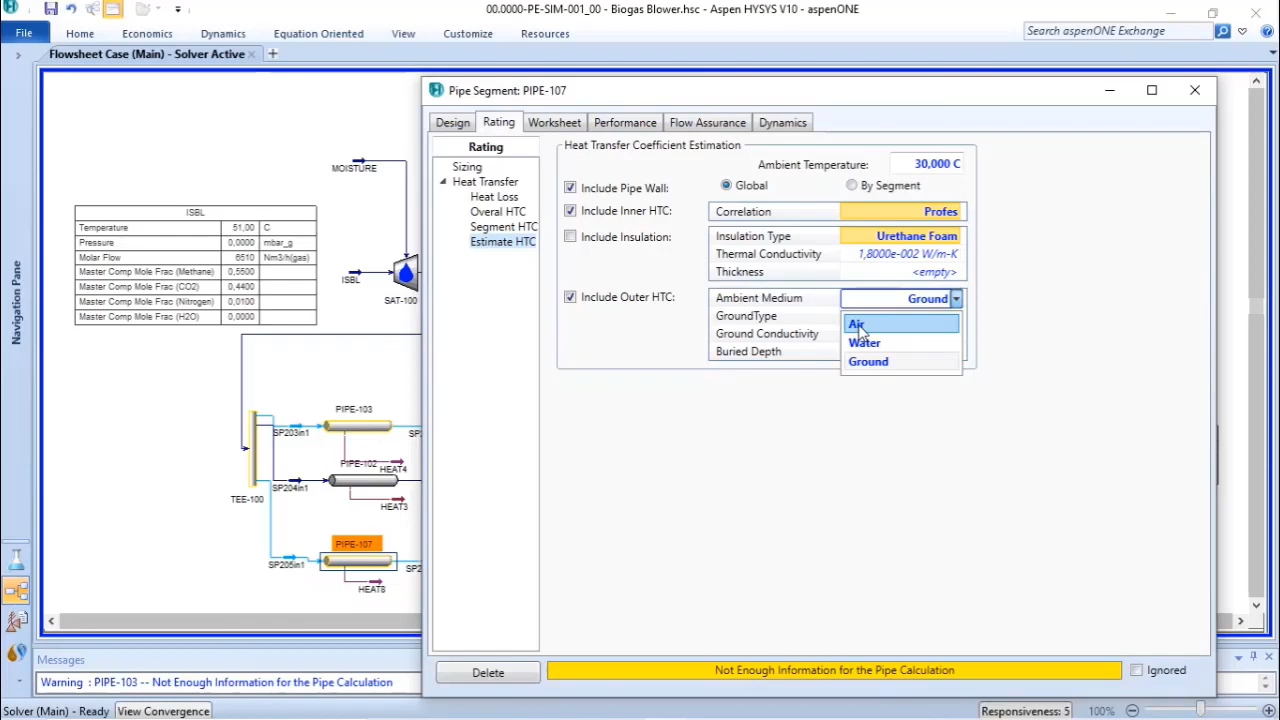 00.0000-PE-SIM-001_00 - Biogas Blower.hsc - Aspen HYSYS V10 - aspenONE
File Home Economics Dynamics Equation Oriented View Customize Resources
Search aspenONE Exchange
Flowsheet Case (Main) - Solver Active
Navigation Pane
MOISTURE
ISBL
Temperature 51,00 C
Pressure 0,0000 mbar_g
Molar Flow 6510 Nm3/h(gas)
Master Comp Mole Frac (Methane) 0,5500
Master Comp Mole Frac (CO2) 0,4400
Master Comp Mole Frac (Nitrogen) 0,0100
Master Comp Mole Frac (H2O) 0,0000
ISBL
SAT-100
PIPE-103
SP203in1
PIPE-102
HEAT4
TEE-100
SP204in1
HEAT3
PIPE-107
SP205in1
HEAT8
Pipe Segment: PIPE-107
Design Rating Worksheet Performance Flow Assurance Dynamics
Rating
Sizing
Heat Transfer
Heat Loss
Overal HTC
Segment HTC
Estimate HTC
Heat Transfer Coefficient Estimation
Ambient Temperature: 30,000 C
Include Pipe Wall: Global By Segment
Include Inner HTC: Correlation Profes
Include Insulation: Insulation Type Urethane Foam
Thermal Conductivity 1,8000e-002 W/m-K
Thickness <empty>
Include Outer HTC: Ambient Medium Ground
GroundType
Ground Conductivity
Buried Depth
Air
Water
Ground
Delete
Not Enough Information for the Pipe Calculation
Ignored
Messages
Warning : PIPE-103 -- Not Enough Information for the Pipe Calculation
Solver (Main) - Ready View Convergence
Responsiveness: 5 100%